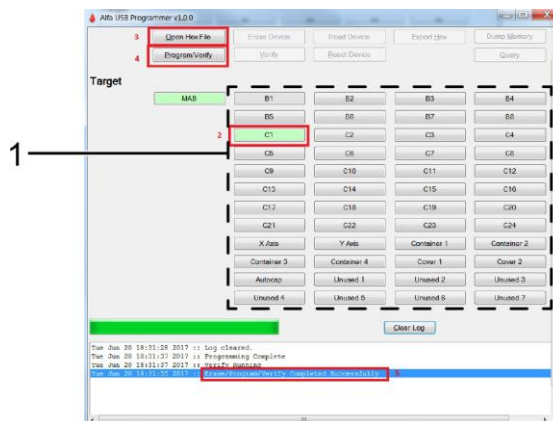 Alfa USB Programmer v1.0.0
3 Open Hex File Erase Device Read Device Export Hex Dump Memory
4 Program/Verify Verify Reset Device Query
Target
MAB B1 B2 B3 B4
B5 B6 B7 B8
2 C1 C2 C3 C4
1 C5 C6 C7 C8
C9 C10 C11 C12
C13 C14 C15 C16
C17 C18 C19 C20
C21 C22 C23 C24
X Axis Y Axis Container 1 Container 2
Container 3 Container 4 Cover 1 Cover 2
Autocap Unused 1 Unused 2 Unused 3
Unused 4 Unused 5 Unused 6 Unused 7
Clear Log
Tue Jun 20 18:31:28 2017 :: Log cleared.
Tue Jun 20 18:31:37 2017 :: Programming Complete
Tue Jun 20 18:31:37 2017 :: Verify Running
Tue Jun 20 18:31:55 2017 :: Erase/Program/Verify Completed Successfully 5